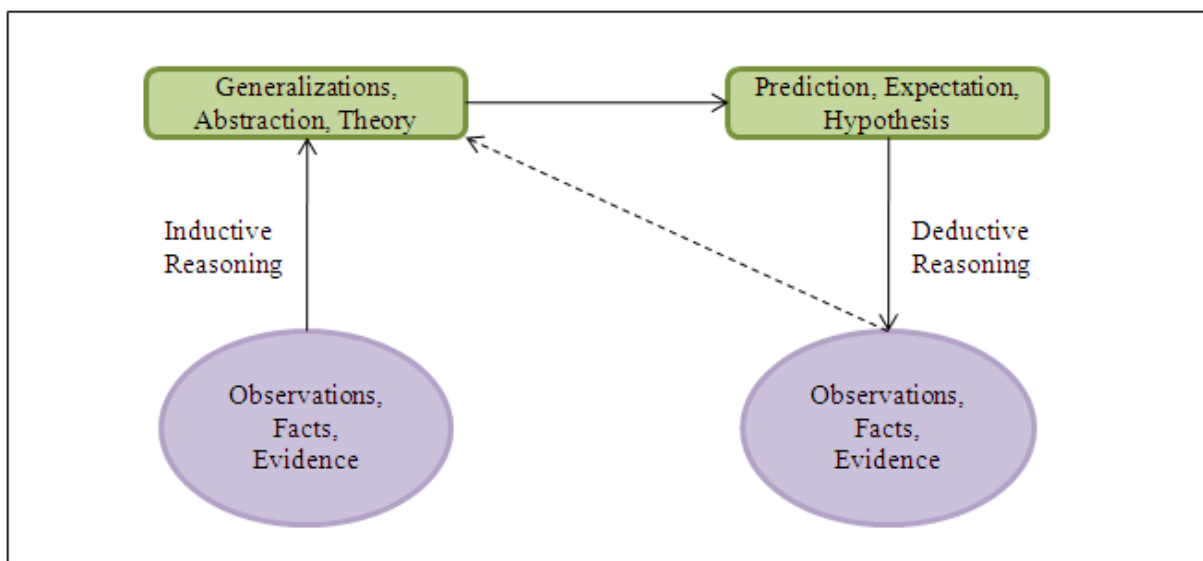 Generalizations,
Abstraction, Theory
Prediction, Expectation,
Hypothesis
Inductive
Reasoning
Deductive
Reasoning
Observations,
Facts,
Evidence
Observations,
Facts,
Evidence